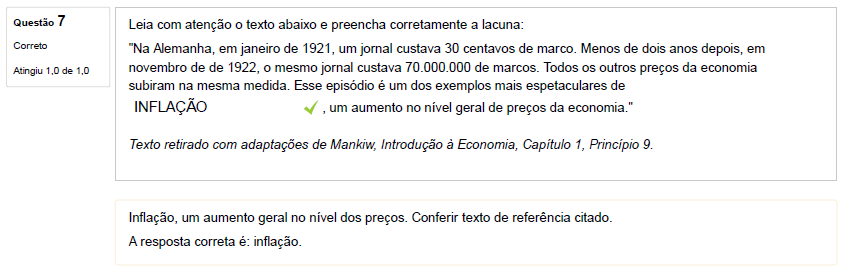 Questão 7
Correto
Atingiu 1,0 de 1,0
Leia com atenção o texto abaixo e preencha corretamente a lacuna:
"Na Alemanha, em janeiro de 1921, um jornal custava 30 centavos de marco. Menos de dois anos depois, em
novembro de de 1922, o mesmo jornal custava 70.000.000 de marcos. Todos os outros preços da economia
subiram na mesma medida. Esse episódio é um dos exemplos mais espetaculares de
INFLAÇÃO , um aumento no nível geral de preços da economia."
Texto retirado com adaptações de Mankiw, Introdução à Economia, Capítulo 1, Princípio 9.
Inflação, um aumento geral no nível dos preços. Conferir texto de referência citado.
A resposta correta é: inflação.